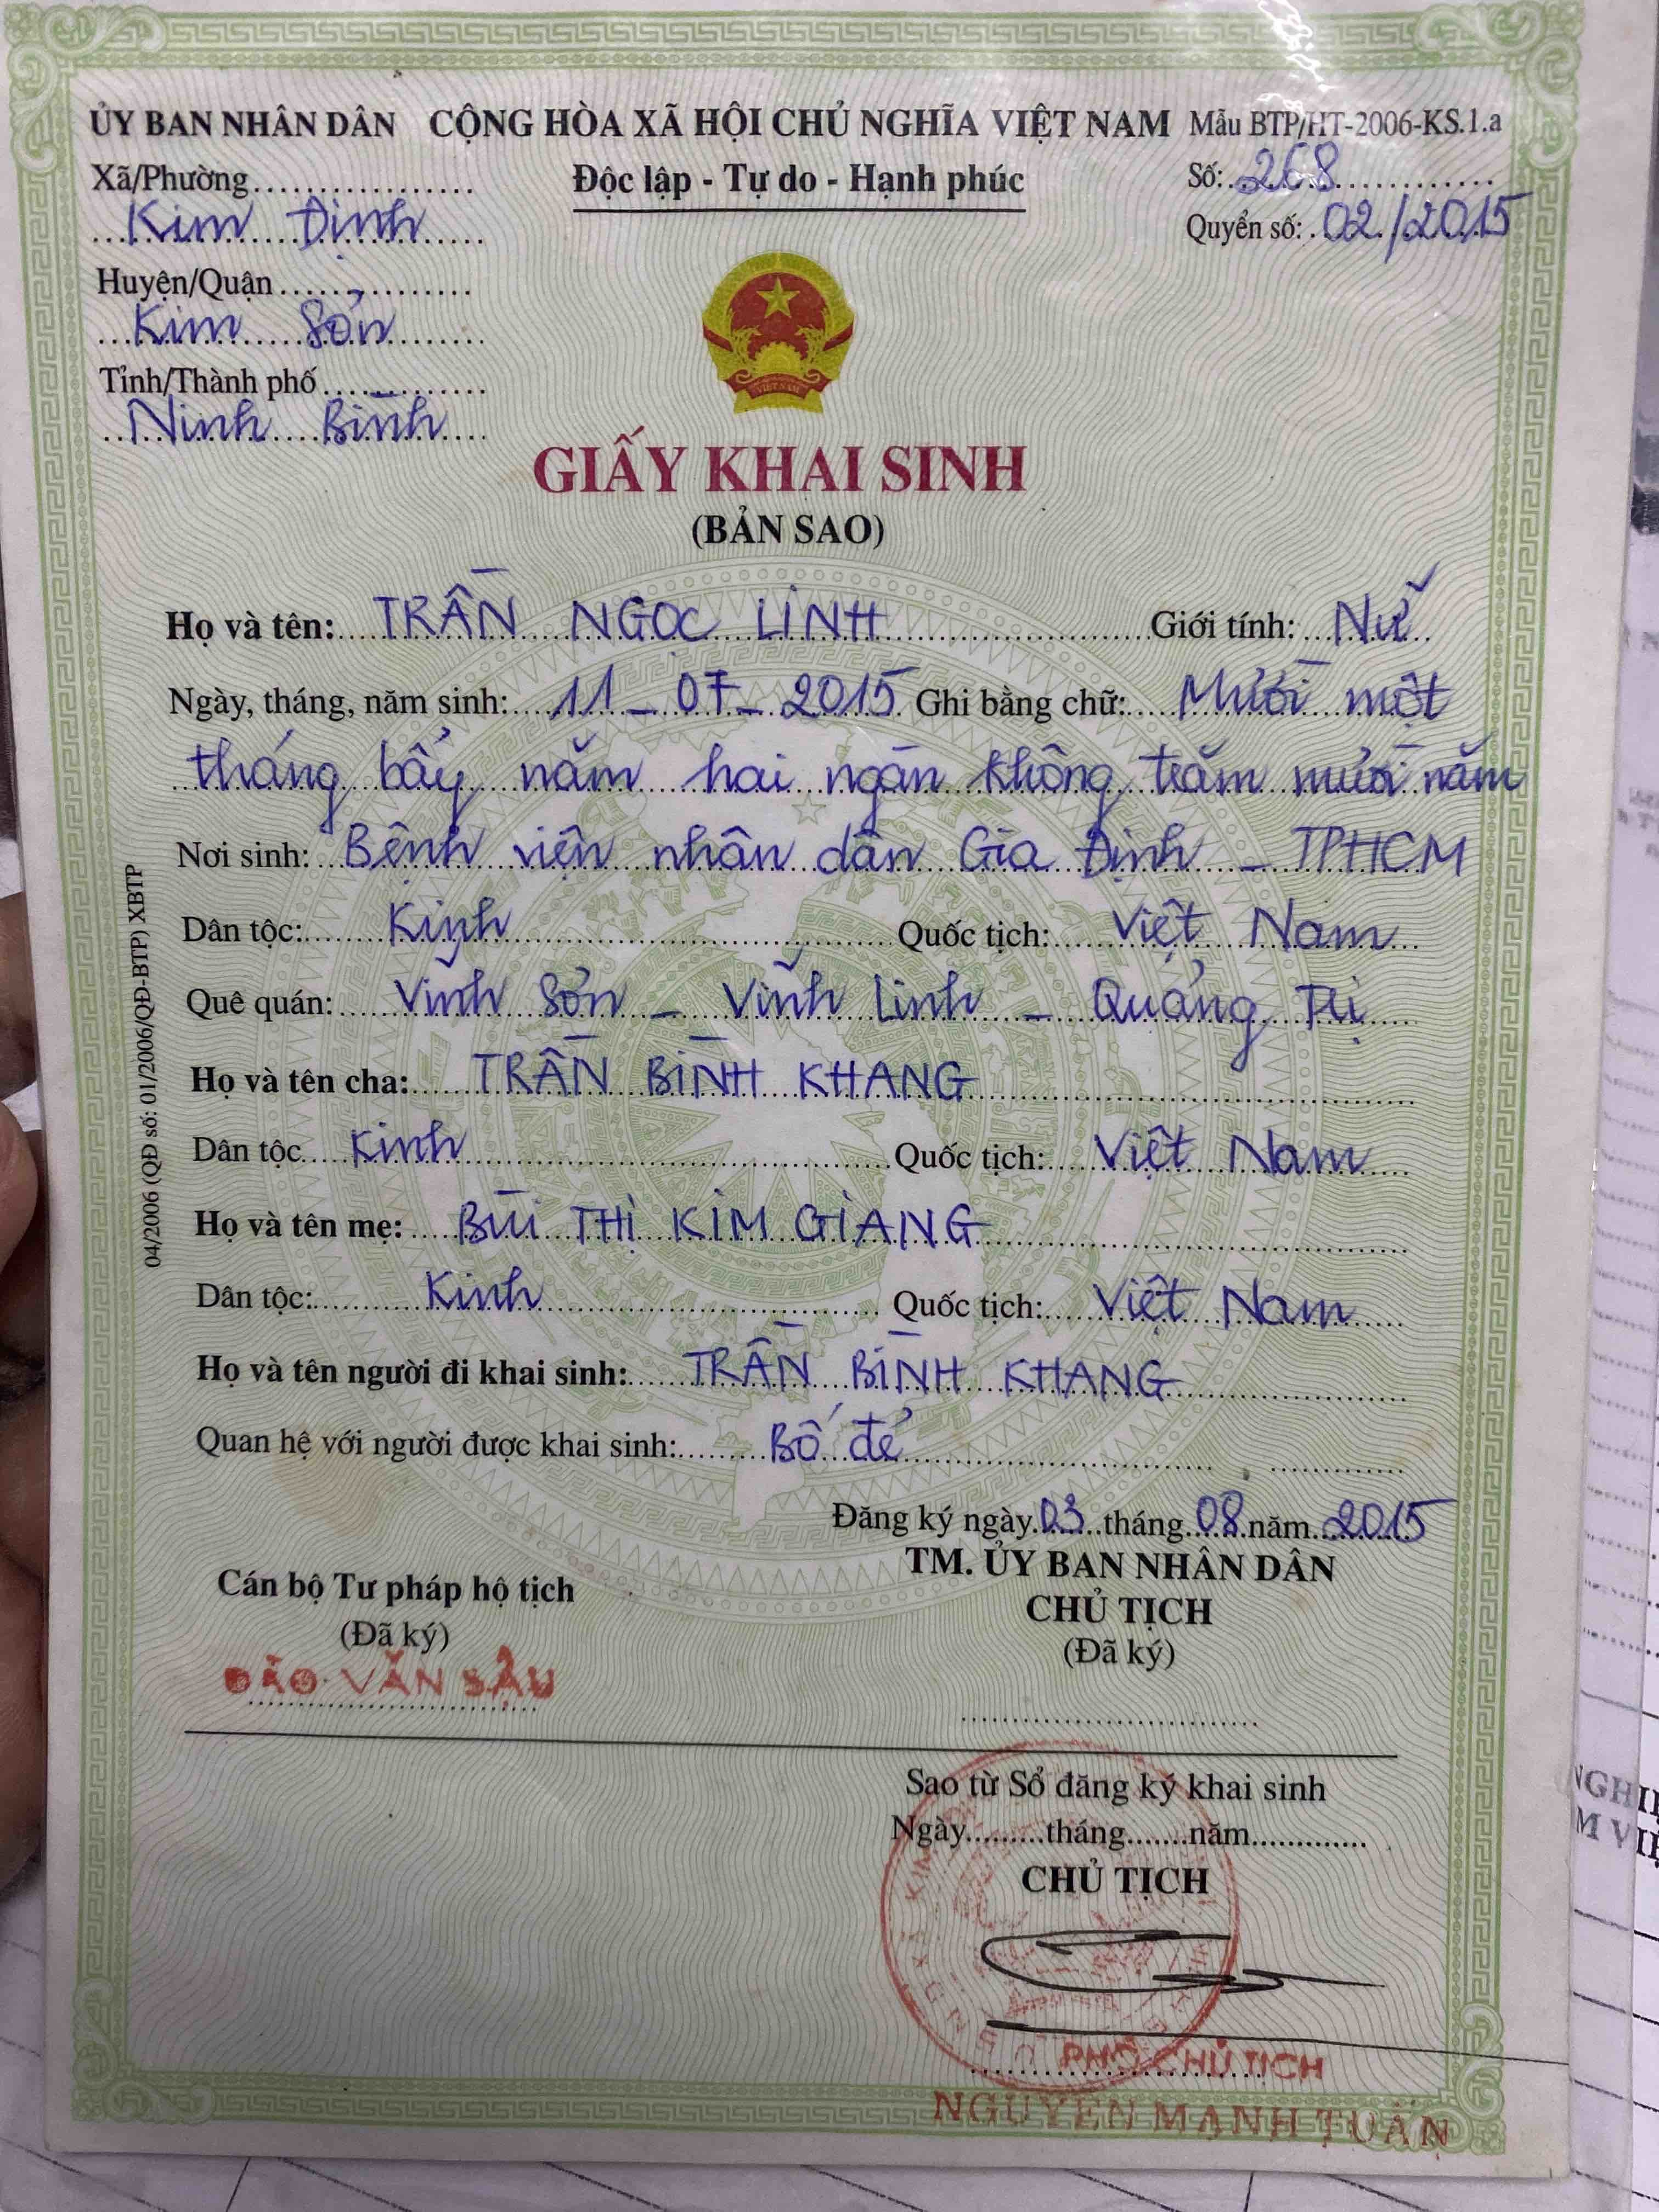 ỦY BAN NHÂN DÂN CỘNG HÒA XÃ HỘI CHỦ NGHĨA VIỆT NAM Mẫu BTP/HT-2006-KS.1.a
Xã/Phường Độc lập - Tự do - Hạnh phúc Số: 268
Kim Định Quyển số: 02/2015
Huyện/Quận
Kim Sơn
VIỆT NAM
Tỉnh/Thành phố
Ninh Bình
GIẤY KHAI SINH
(BẢN SAO)
Họ và tên: TRẦN NGỌC LINH Giới tính: Nữ
Ngày, tháng, năm sinh: 11 - 07 - 2015 Ghi bằng chữ: Mười một
tháng bẩy năm hai ngàn không trăm mười năm
Nơi sinh: Bệnh viện nhân dân Gia Định - TPHCM
Dân tộc: Kinh Quốc tịch: Việt Nam
Quê quán: Vĩnh Sơn - Vĩnh Linh - Quảng Trị
Họ và tên cha: TRẦN BÌNH KHANG
Dân tộc Kinh Quốc tịch: Việt Nam
Họ và tên mẹ: BÙI THỊ KIM GIANG
Dân tộc: Kinh Quốc tịch: Việt Nam
Họ và tên người đi khai sinh: TRẦN BÌNH KHANG
Quan hệ với người được khai sinh: Bố đẻ
Đăng ký ngày 03 tháng 08 năm 2015
TM. ỦY BAN NHÂN DÂN
Cán bộ Tư pháp hộ tịch CHỦ TỊCH
(Đã ký) (Đã ký)
ĐÀO VĂN SẬU
Sao từ Sổ đăng ký khai sinh
Ngày tháng năm
CHỦ TỊCH
PHÓ CHỦ TỊCH
NGUYỄN MẠNH TUẤN
04/2006 (QĐ số: 01/2006/QĐ-BTP) XBTP